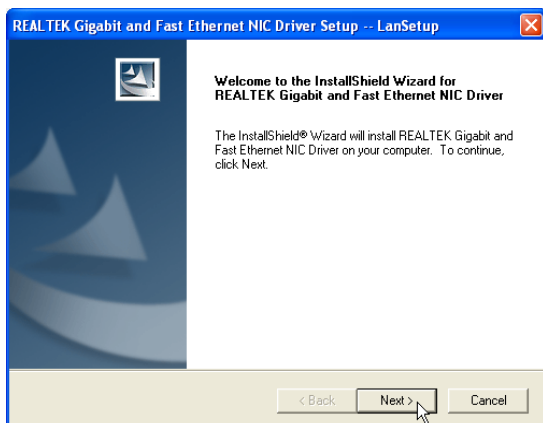 REALTEK Gigabit and Fast Ethernet NIC Driver Setup -- LanSetup
Welcome to the InstallShield Wizard for
REALTEK Gigabit and Fast Ethernet NIC Driver
The InstallShield® Wizard will install REALTEK Gigabit and
Fast Ethernet NIC Driver on your computer. To continue,
click Next.
< Back Next > Cancel